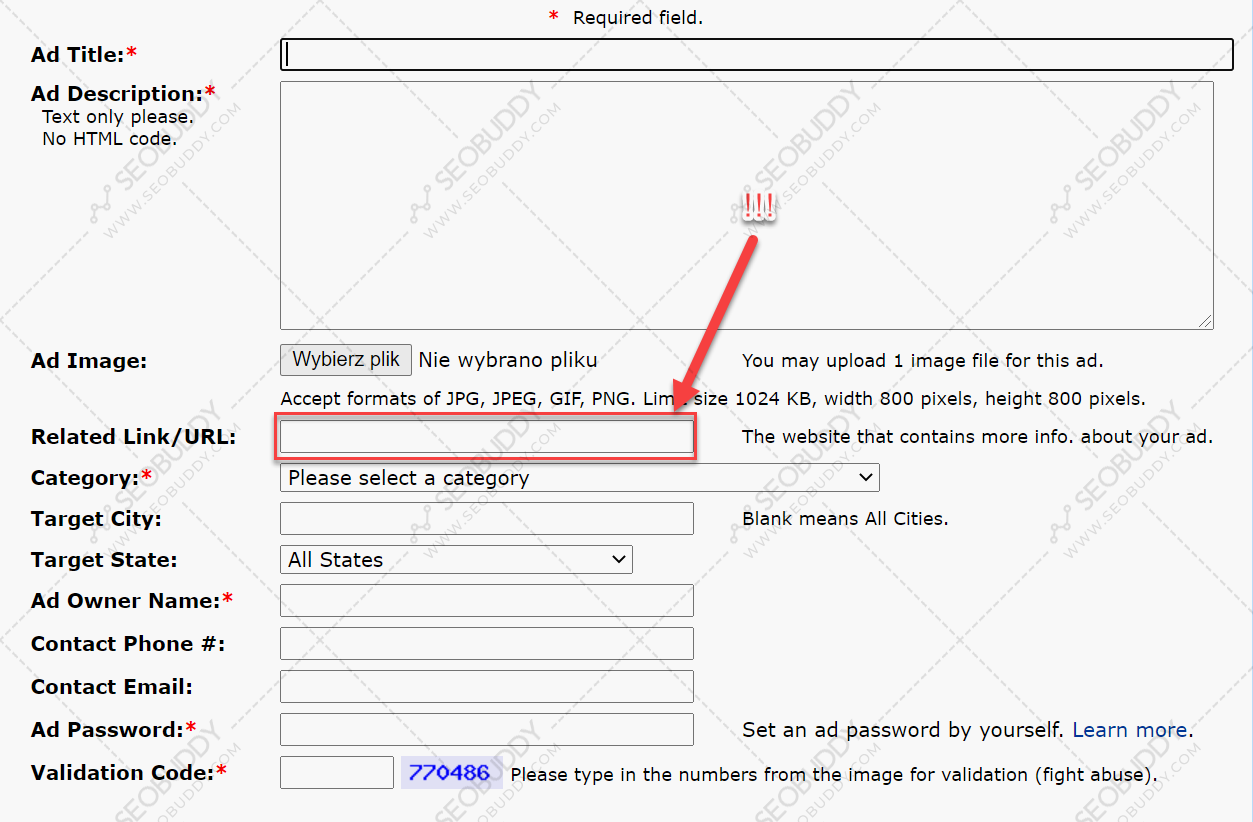 * Required field.
Ad Title:*
Ad Description:*
Text only please.
No HTML code.
!!!
Ad Image: Wybierz plik Nie wybrano pliku You may upload 1 image file for this ad.
Accept formats of JPG, JPEG, GIF, PNG. size 1024 KB, width 800 pixels, height 800 pixels.
Related Link/URL: The website that contains more info. about your ad.
Category:* Please select a category
Target City: Blank means All Cities.
Target State: All States
Ad Owner Name:*
Contact Phone #:
Contact Email:
Ad Password:* Set an ad password by yourself. Learn more.
Validation Code:* 770486 Please type in the numbers from the image for validation (fight abuse).
SEOBUDDY
WWW.SEOBUDDY.COM